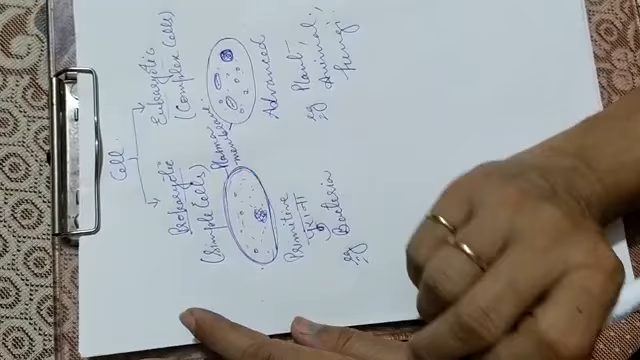 Cell
Prokaryotic
(Simple Cells)
Plasma
membrane
Primitive
पुराना
eg Bacteria
Eukaryotic
(Complex Cells)
Advanced
eg Plant,
Animal,
fungi